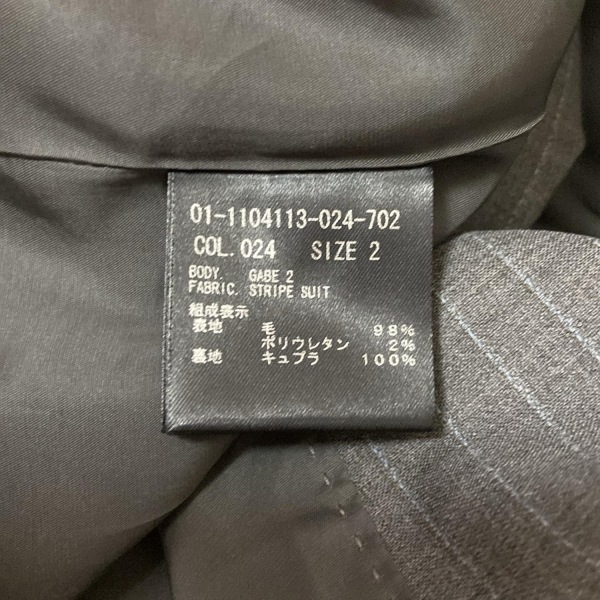 01-1104113-024-702
COL. 024 SIZE 2
BODY. GABE 2
FABRIC. STRIPE SUIT
組成表示
表地 毛 98%
ポリウレタン 2%
裏地 キュプラ 100%